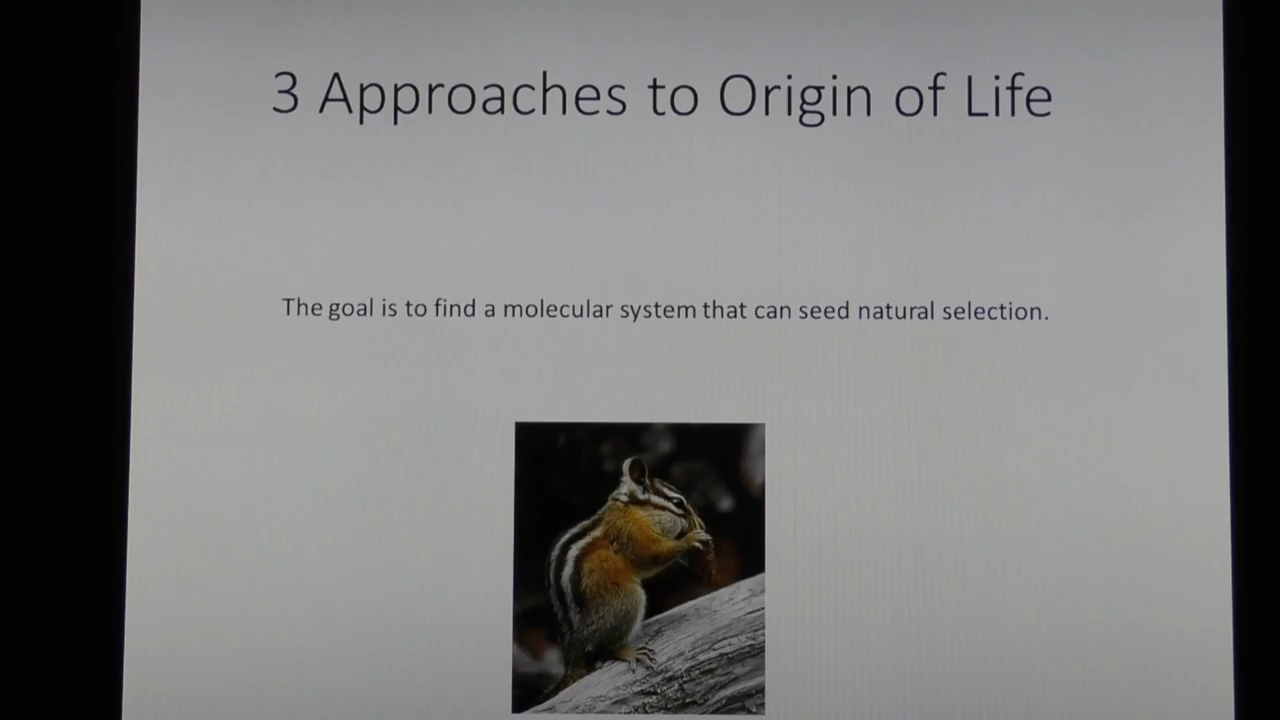 3 Approaches to Origin of Life
The goal is to find a molecular system that can seed natural selection.